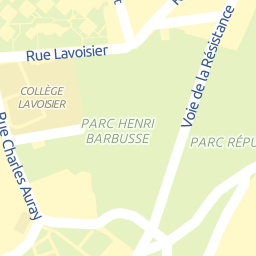 Rue Lavoisier
COLLÈGE
LAVOISIER
PARC HENRI
BARBUSSE
Voie de la Résistance
PARC RÉPU
Rue Charles Auray